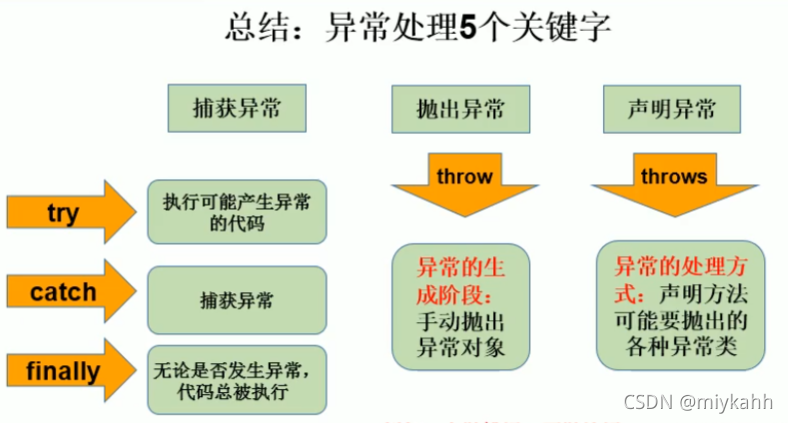 总结：异常处理5个关键字
捕获异常
抛出异常
声明异常
try
执行可能产生异常
的代码
catch
捕获异常
finally
无论是否发生异常，
代码总被执行
throw
异常的生
成阶段：
手动抛出
异常对象
throws
异常的处理方
式：声明方法
可能要抛出的
各种异常类
CSDN @miykahh